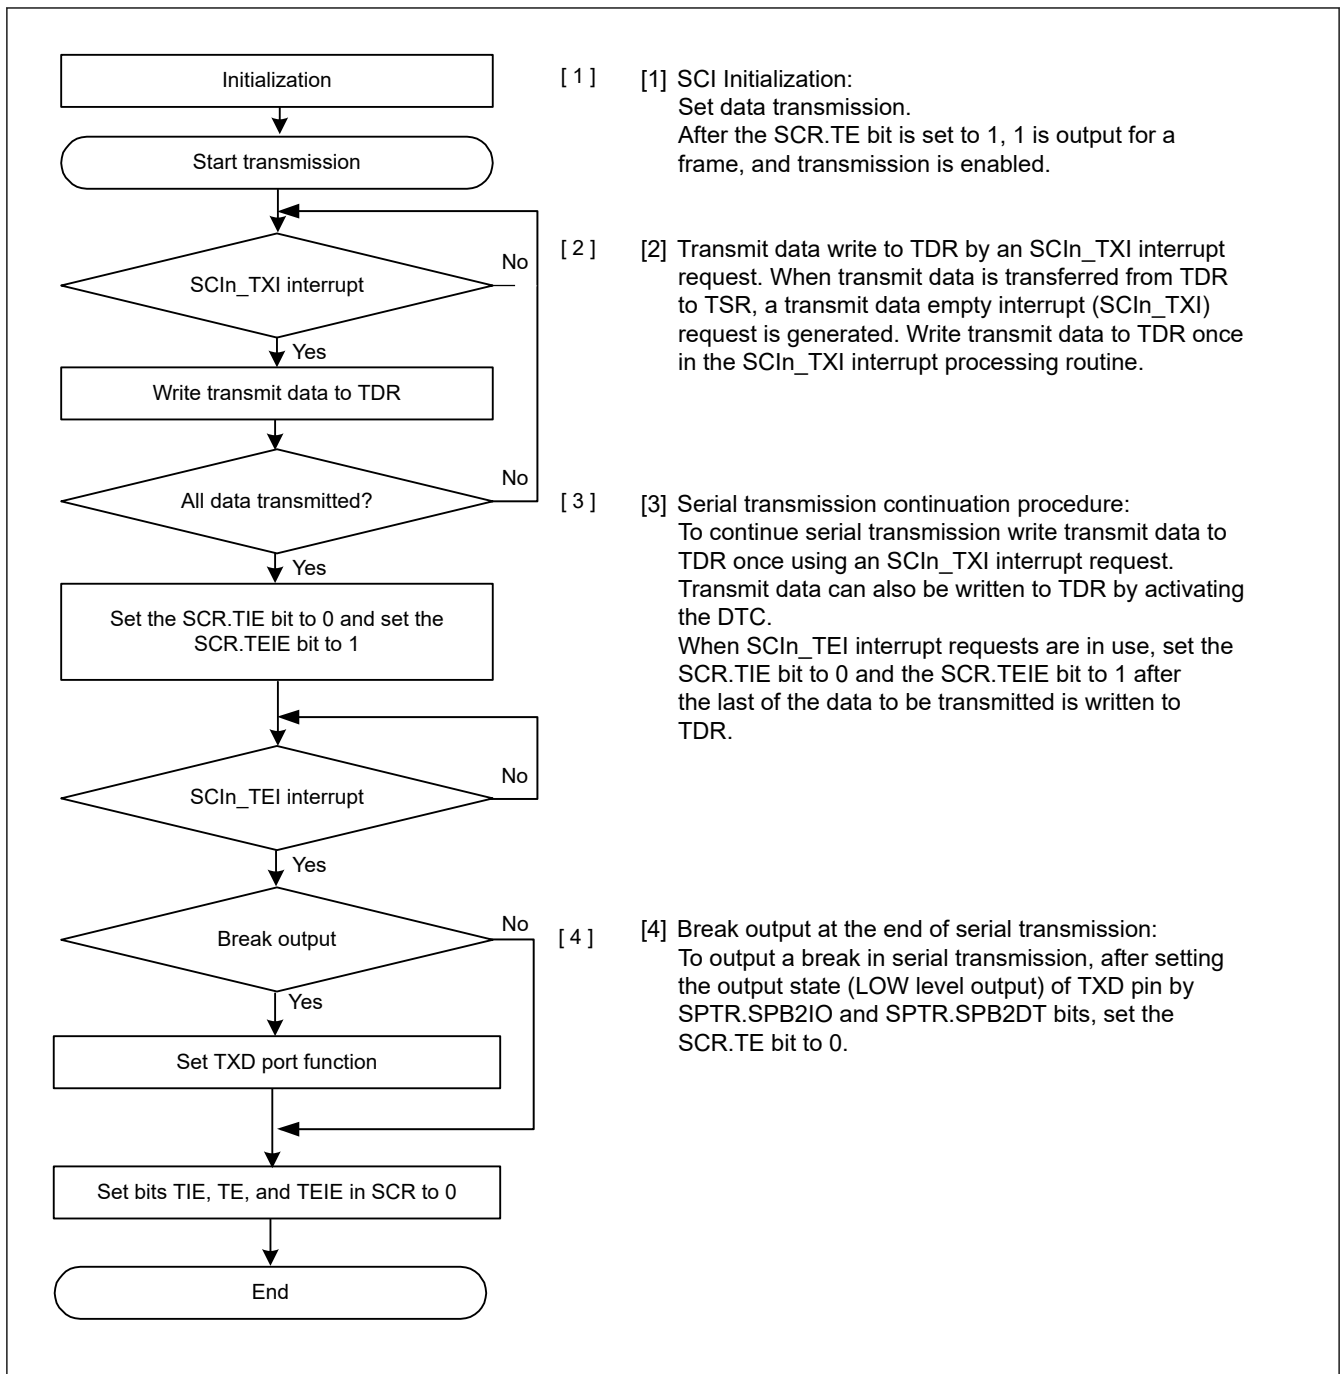 Initialization
[ 1 ]
[1] SCI Initialization:
Set data transmission.
After the SCR.TE bit is set to 1, 1 is output for a
frame, and transmission is enabled.
Start transmission
SCIn_TXI interrupt
No
Yes
[ 2 ]
[2] Transmit data write to TDR by an SCIn_TXI interrupt
request. When transmit data is transferred from TDR
to TSR, a transmit data empty interrupt (SCIn_TXI)
request is generated. Write transmit data to TDR once
in the SCIn_TXI interrupt processing routine.
Write transmit data to TDR
All data transmitted?
No
Yes
[ 3 ]
[3] Serial transmission continuation procedure:
To continue serial transmission write transmit data to
TDR once using an SCIn_TXI interrupt request.
Transmit data can also be written to TDR by activating
the DTC.
When SCIn_TEI interrupt requests are in use, set the
SCR.TIE bit to 0 and the SCR.TEIE bit to 1 after
the last of the data to be transmitted is written to
TDR.
Set the SCR.TIE bit to 0 and set the
SCR.TEIE bit to 1
SCIn_TEI interrupt
No
Yes
Break output
No
Yes
[ 4 ]
[4] Break output at the end of serial transmission:
To output a break in serial transmission, after setting
the output state (LOW level output) of TXD pin by
SPTR.SPB2IO and SPTR.SPB2DT bits, set the
SCR.TE bit to 0.
Set TXD port function
Set bits TIE, TE, and TEIE in SCR to 0
End